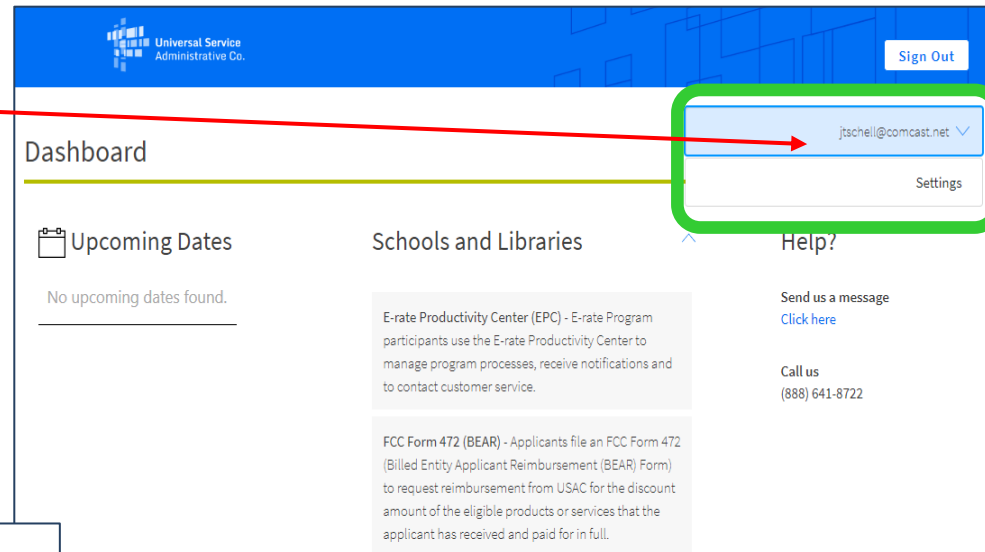 Universal Service
Administrative Co.
Sign Out
jtschell@comcast.net
Dashboard
Settings
Upcoming Dates
No upcoming dates found.
Schools and Libraries
E-rate Productivity Center (EPC) - E-rate Program
participants use the E-rate Productivity Center to
manage program processes, receive notifications and
to contact customer service.
FCC Form 472 (BEAR) - Applicants file an FCC Form 472
(Billed Entity Applicant Reimbursement (BEAR) Form)
to request reimbursement from USAC for the discount
amount of the eligible products or services that the
applicant has received and paid for in full.
Help?
Send us a message
Click here
Call us
(888) 641-8722